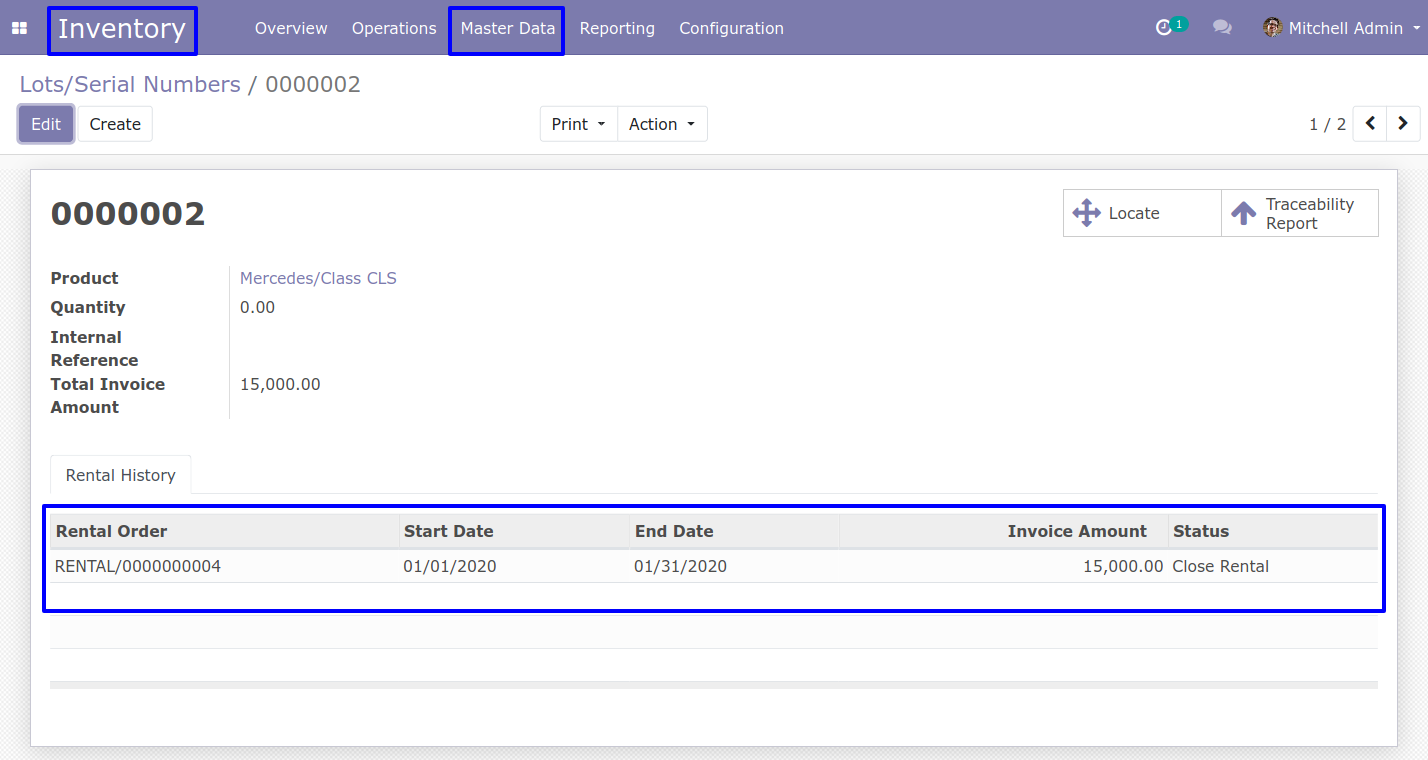 Inventory Overview Operations Master Data Reporting Configuration 1 Mitchell Admin
Lots/Serial Numbers / 0000002
Edit Create Print Action 1 / 2
0000002
Locate
Traceability
Report
Product Mercedes/Class CLS
Quantity 0.00
Internal
Reference
Total Invoice 15,000.00
Amount
Rental History
Rental Order Start Date End Date Invoice Amount Status
RENTAL/0000000004 01/01/2020 01/31/2020 15,000.00 Close Rental